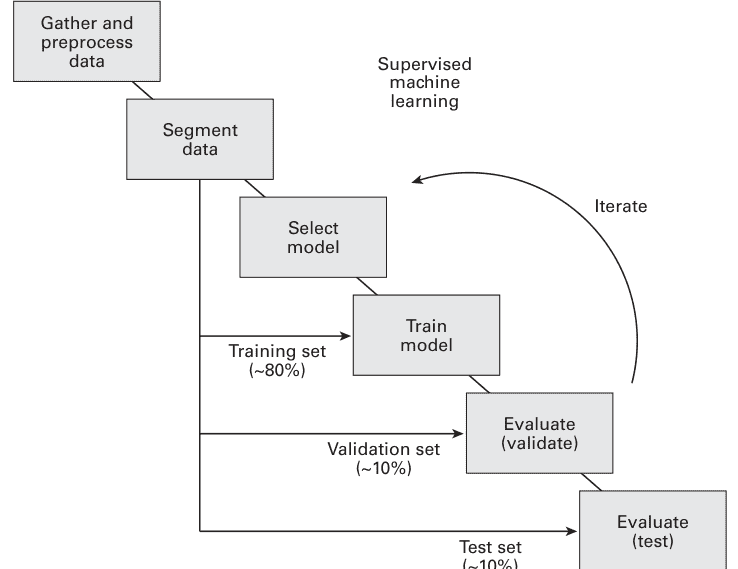 Gather and
preprocess
data
Supervised
machine
learning
Segment
data
Iterate
Select
model
Train
model
Training set
(~80%)
Evaluate
(validate)
Validation set
(~10%)
Evaluate
(test)
Test set
(~10%)